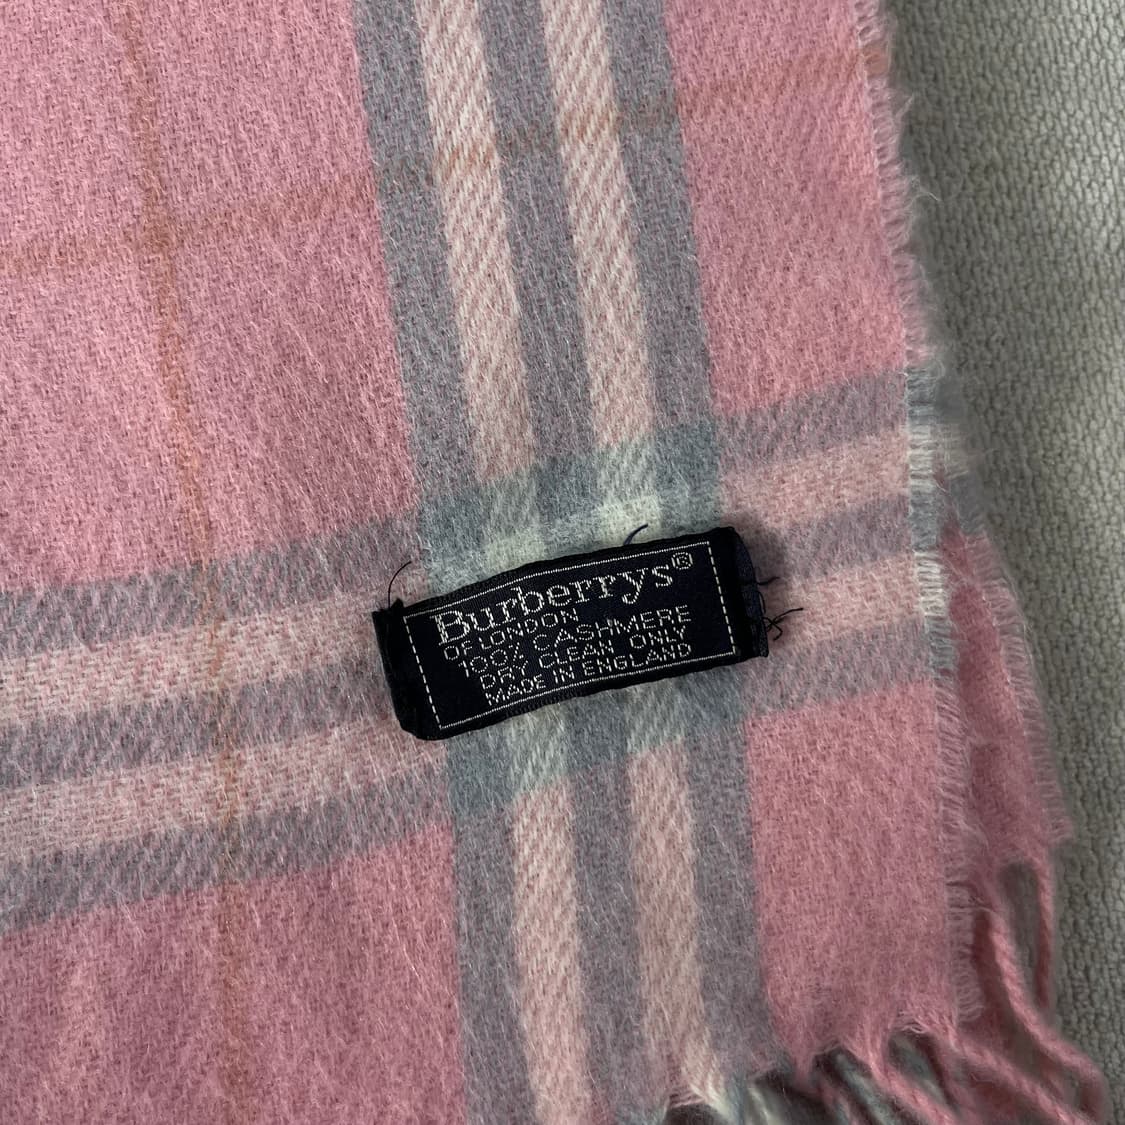 Burberrys®
OF LONDON
100% CASHMERE
DRY CLEAN ONLY
MADE IN ENGLAND